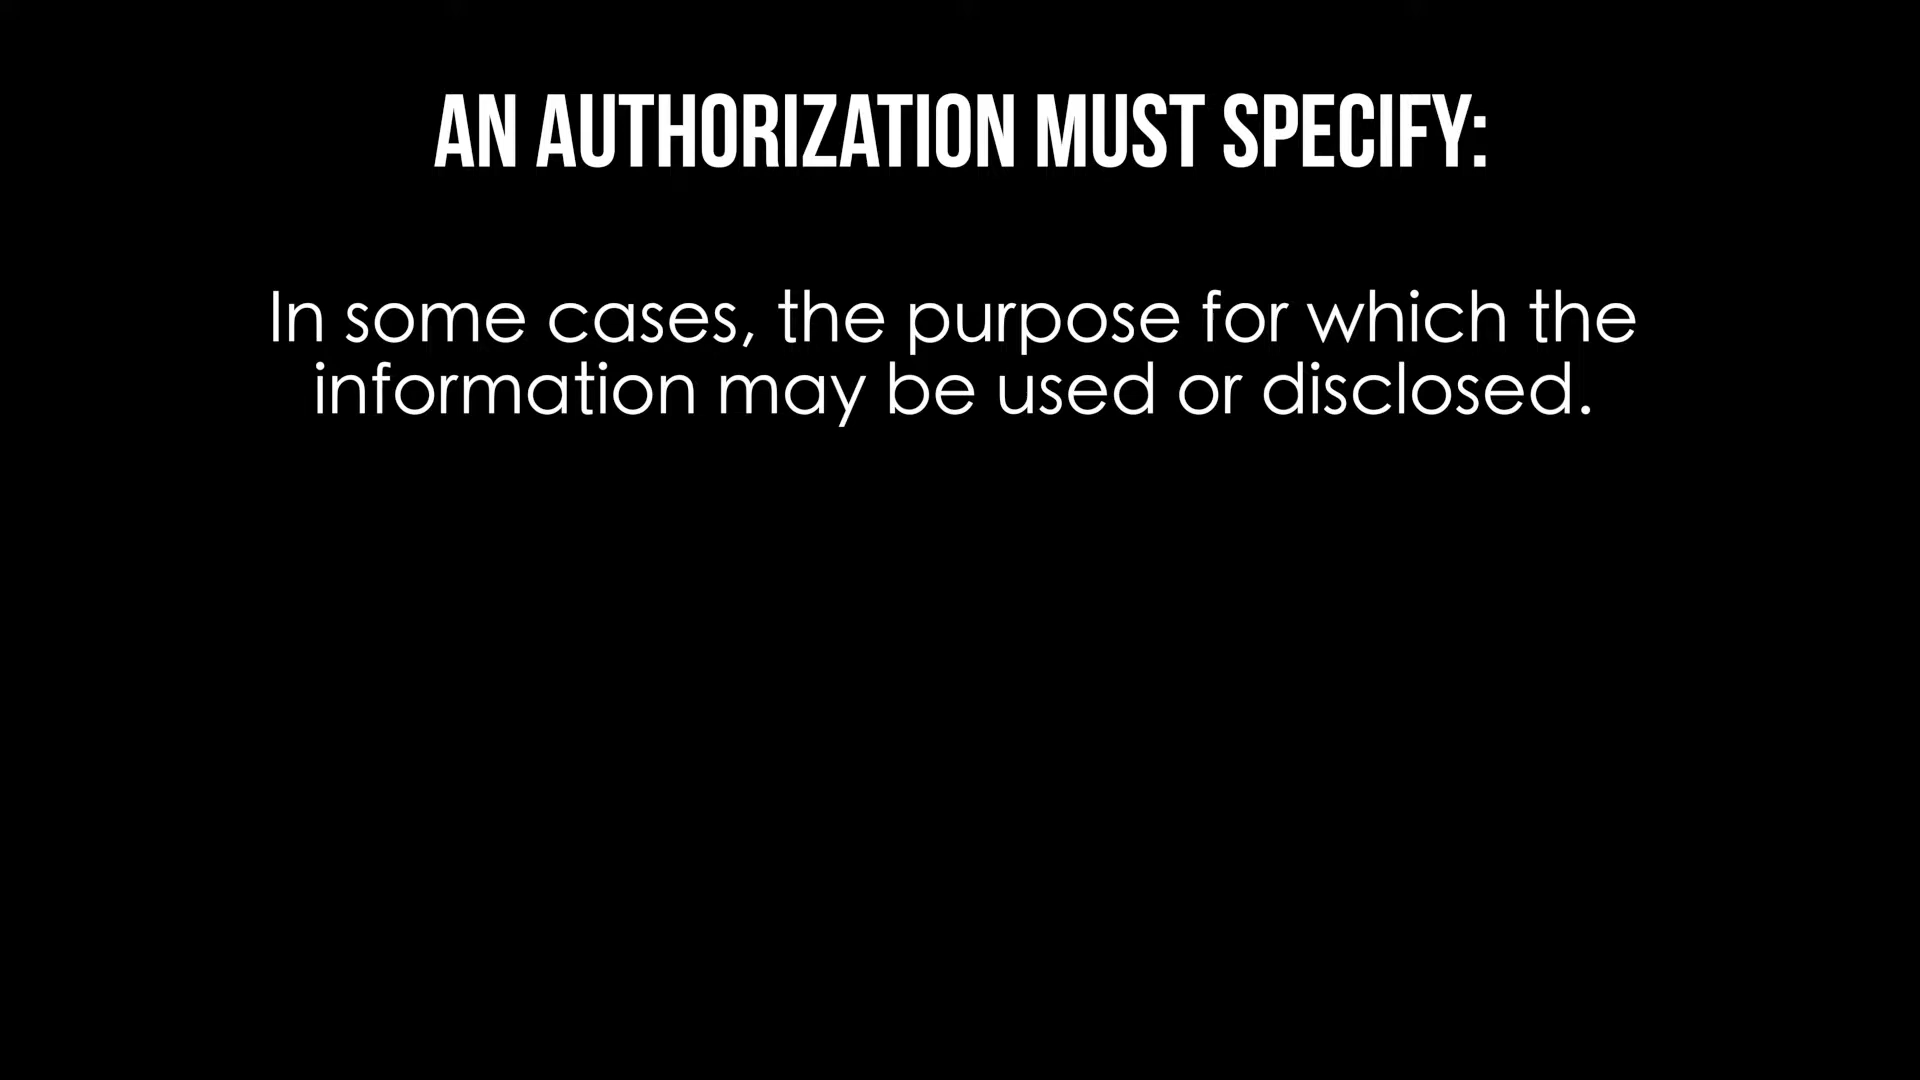 AN AUTHORIZATION MUST SPECIFY:
In some cases, the purpose for which the
information may be used or disclosed.